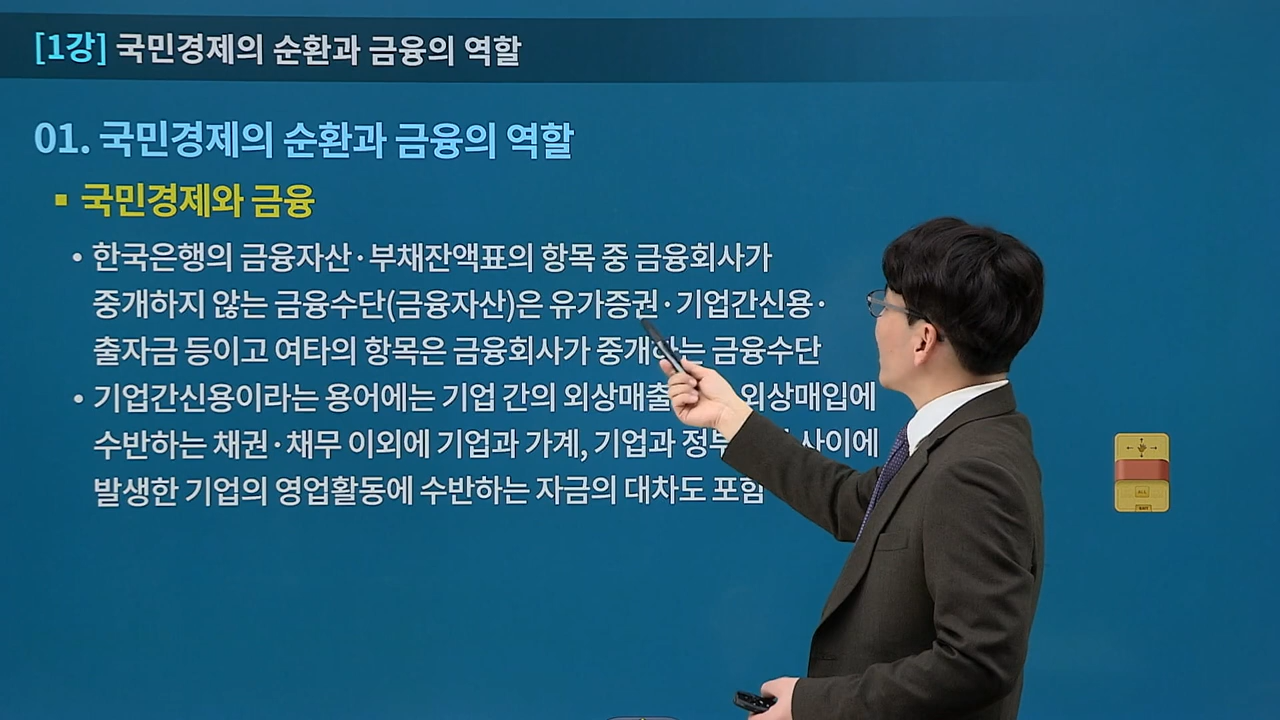 [1강] 국민경제의 순환과 금융의 역할
01. 국민경제의 순환과 금융의 역할
▪ 국민경제와 금융
• 한국은행의 금융자산·부채잔액표의 항목 중 금융회사가
중개하지 않는 금융수단(금융자산)은 유가증권·기업간신용·
출자금 등이고 여타의 항목은 금융회사가 중개하는 금융수단
• 기업간신용이라는 용어에는 기업 간의 외상매출 외상매입에
수반하는 채권·채무 이외에 기업과 가계, 기업과 정부 사이에
발생한 기업의 영업활동에 수반하는 자금의 대차도 포함
ALL